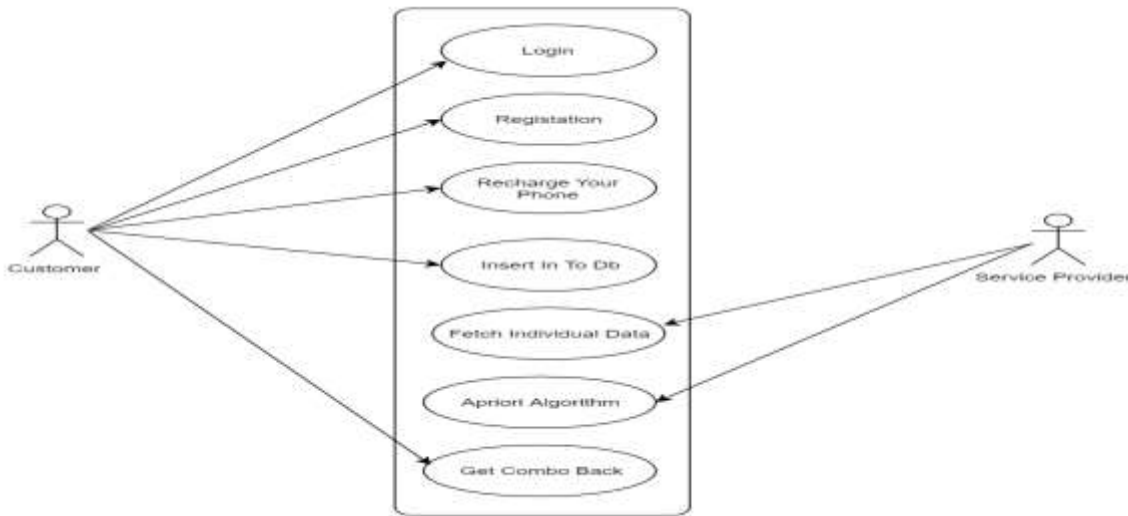 Login
Registation
Recharge Your
Phone
Customer
Insert In To Db
Service Provider
Fetch Individual Data
Apriori Algorithm
Get Combo Back